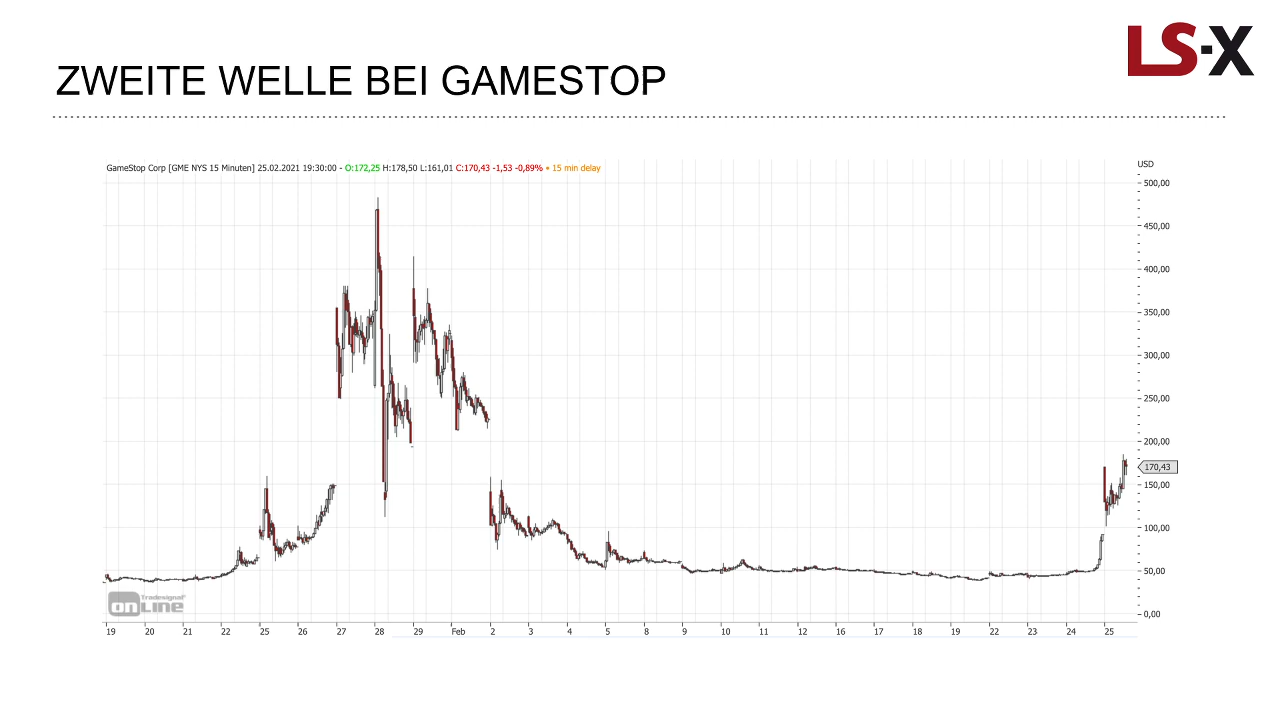 LS-X
ZWEITE WELLE BEI GAMESTOP
GameStop Corp [GME NYS 15 Minuten] 25.02.2021 19:30:00 - O:172,25 H:178,50 L:161,01 C:170,43 -1,53 -0,89% • 15 min delay
USD
500,00
450,00
400,00
350,00
300,00
250,00
200,00
170,43
150,00
100,00
50,00
0,00
Tradesignal®
onLINE
19 20 21 22 25 26 27 28 29 Feb 2 3 4 5 8 9 10 11 12 16 17 18 19 22 23 24 25